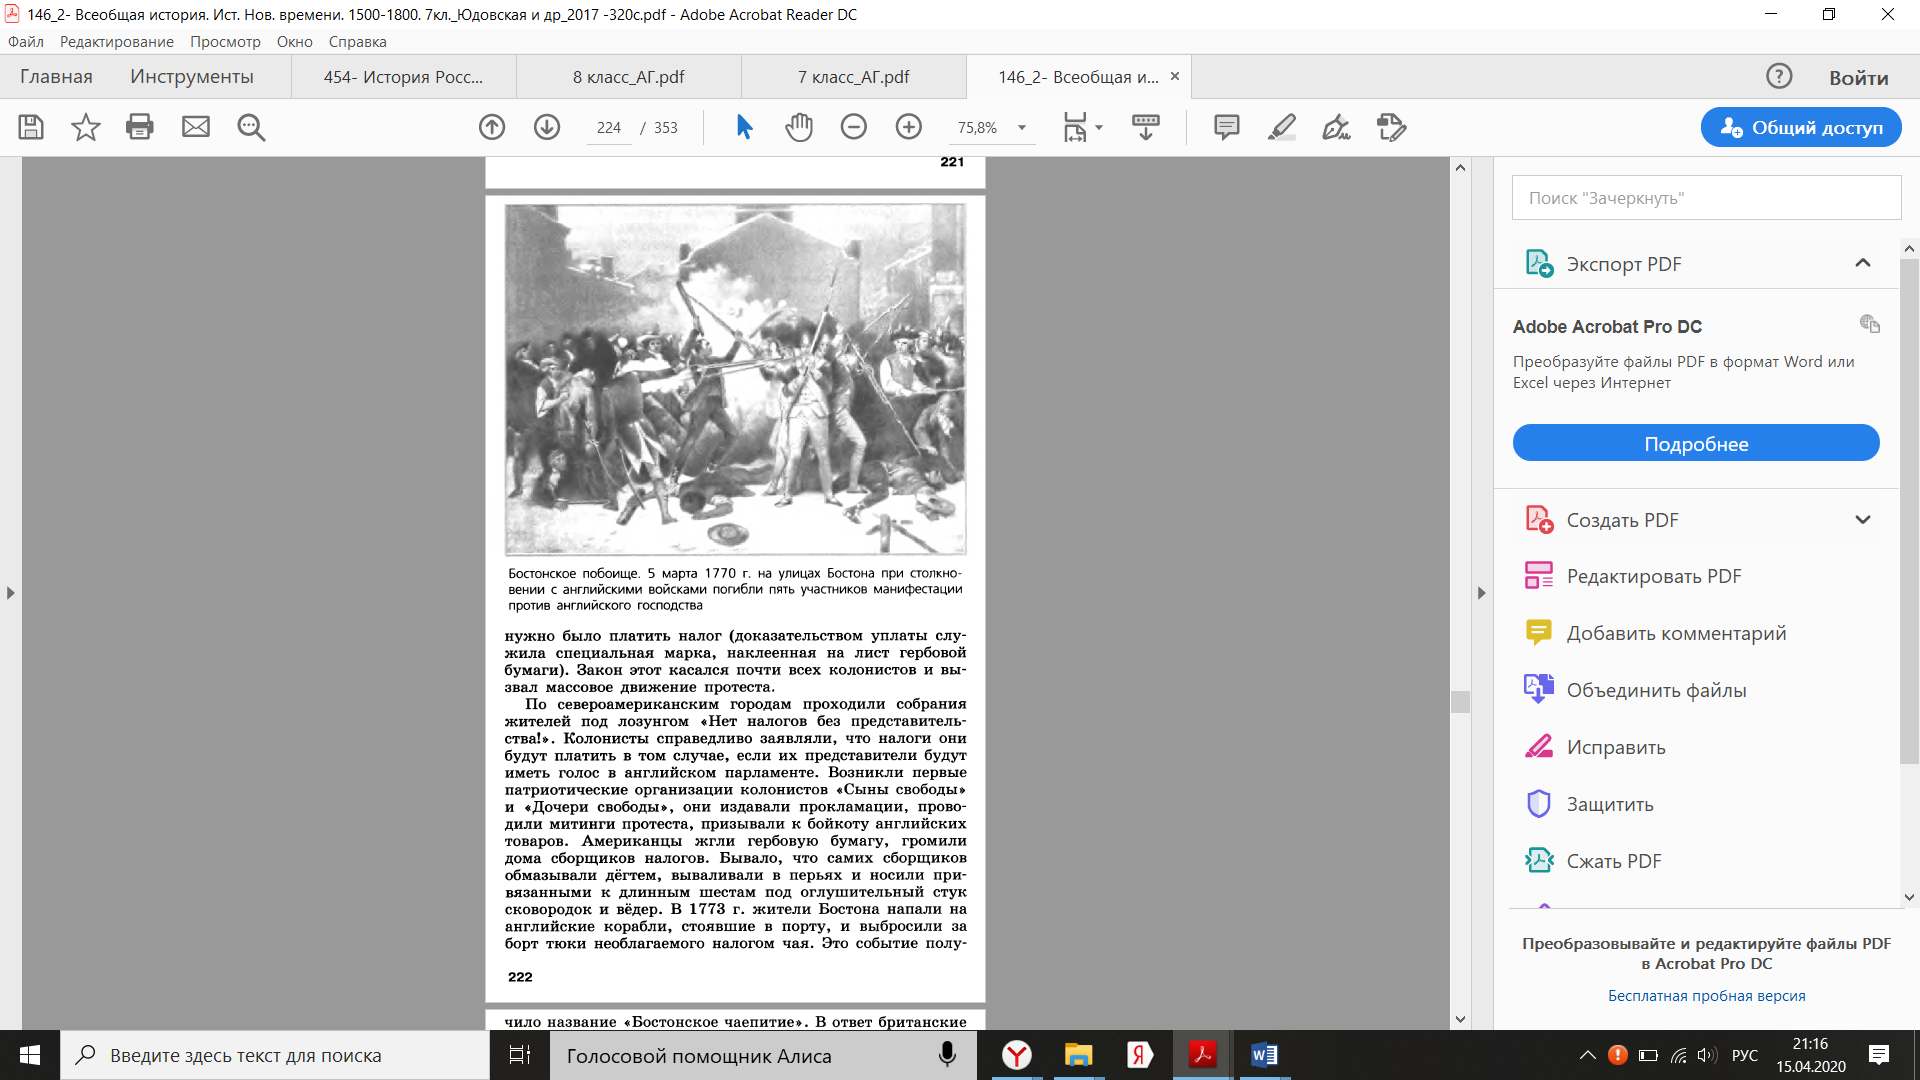 146_2- Всеобщая история. Ист. Нов. времени. 1500-1800. 7кл._Юдовская и др_2017 -320с.pdf - Adobe Acrobat Reader DC
Файл Редактирование Просмотр Окно Справка
Главная Инструменты 454- История Росс... 8 класс_АГ.pdf 7 класс_АГ.pdf 146_2- Всеобщая и... Войти
224 / 353 75,8% Общий доступ
221
Бостонское побоище. 5 марта 1770 г. на улицах Бостона при столкно-
вении с английскими войсками погибли пять участников манифестации
против английского господства
нужно было платить налог (доказательством уплаты слу-
жила специальная марка, наклеенная на лист гербовой
бумаги). Закон этот касался почти всех колонистов и вы-
звал массовое движение протеста.
По североамериканским городам проходили собрания
жителей под лозунгом «Нет налогов без представитель-
ства!». Колонисты справедливо заявляли, что налоги они
будут платить в том случае, если их представители будут
иметь голос в английском парламенте. Возникли первые
патриотические организации колонистов «Сыны свободы»
и «Дочери свободы», они издавали прокламации, прово-
дили митинги протеста, призывали к бойкоту английских
товаров. Американцы жгли гербовую бумагу, громили
дома сборщиков налогов. Бывало, что самих сборщиков
обмазывали дёгтем, вываливали в перьях и носили при-
вязанными к длинным шестам под оглушительный стук
сковородок и вёдер. В 1773 г. жители Бостона напали на
английские корабли, стоявшие в порту, и выбросили за
борт тюки необлагаемого налогом чая. Это событие полу-
222
чило название «Бостонское чаепитие». В ответ британские
Поиск "Зачеркнуть"
Экспорт PDF
Adobe Acrobat Pro DC
Преобразуйте файлы PDF в формат Word или
Excel через Интернет
Подробнее
Создать PDF
Редактировать PDF
Добавить комментарий
Объединить файлы
Исправить
Защитить
Сжать PDF
Преобразовывайте и редактируйте файлы PDF
в Acrobat Pro DC
Бесплатная пробная версия
Введите здесь текст для поиска
Голосовой помощник Алиса
РУС
21:16
15.04.2020